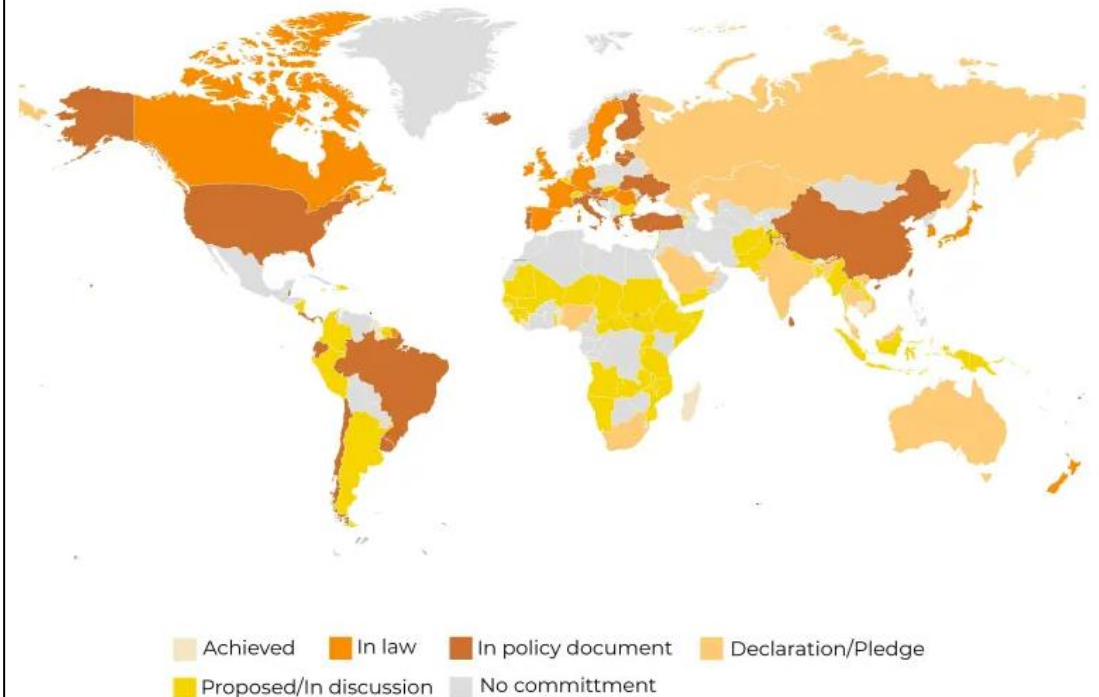 Achieved In law In policy document Declaration/Pledge
Proposed/In discussion No committment